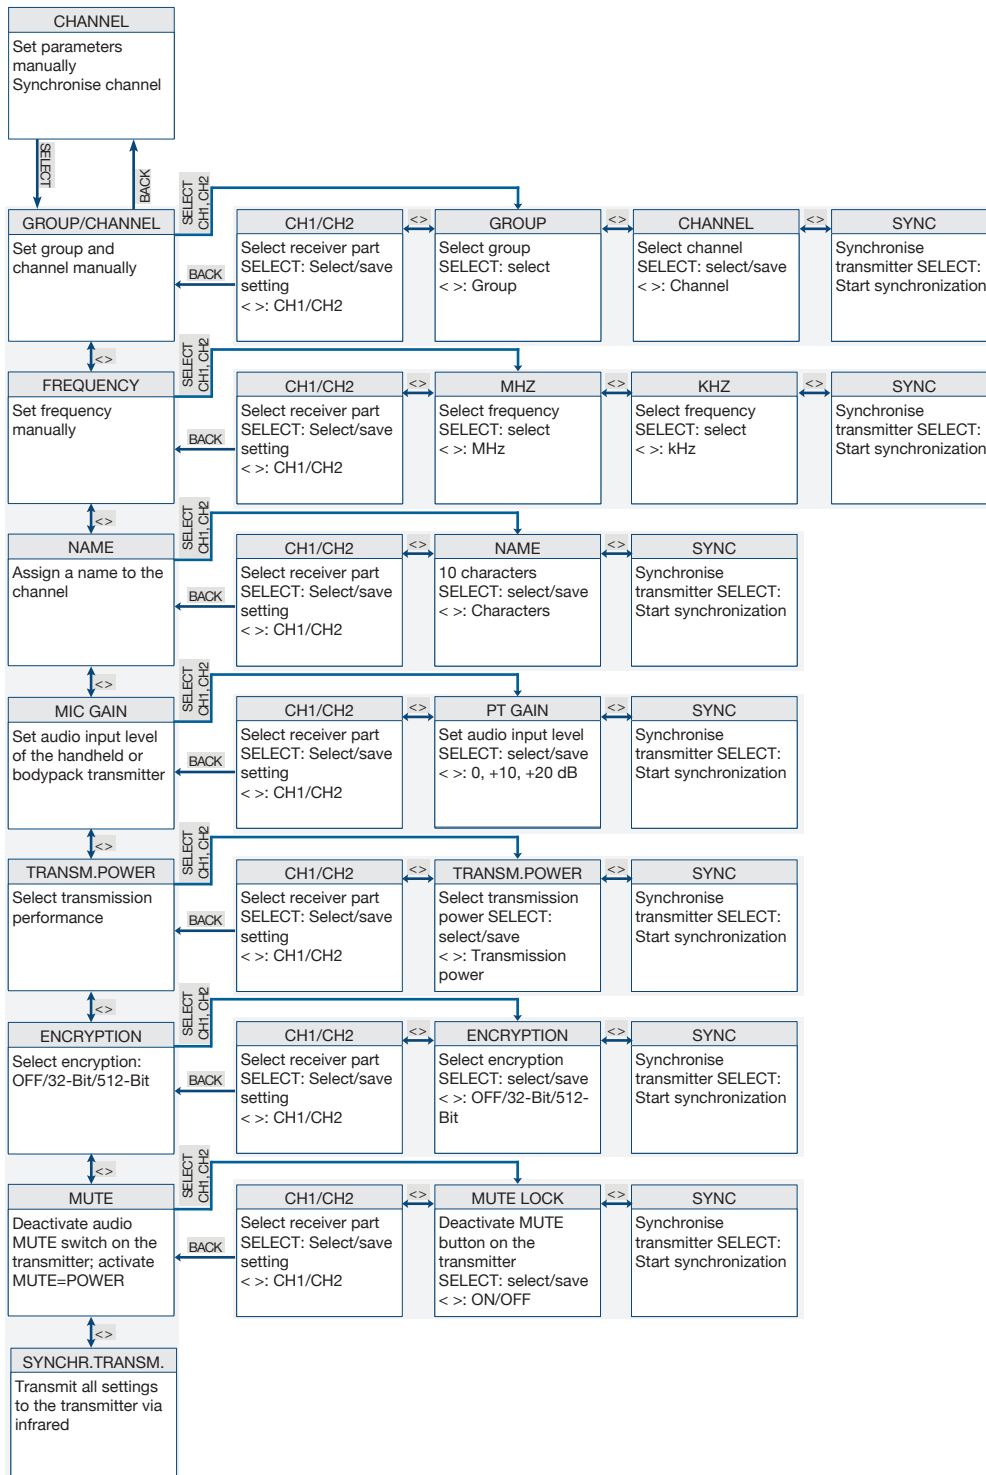 CHANNEL
Set parameters
manually
Synchronise channel
SELECT
BACK
SELECT
CH1, CH2
GROUP/CHANNEL
Set group and
channel manually
BACK
CH1/CH2
Select receiver part
SELECT: Select/save
setting
< >: CH1/CH2
<>
GROUP
Select group
SELECT: select
< >: Group
<>
CHANNEL
Select channel
SELECT: select/save
< >: Channel
<>
SYNC
Synchronise
transmitter SELECT:
Start synchronization
<>
SELECT
CH1, CH2
FREQUENCY
Set frequency
manually
BACK
CH1/CH2
Select receiver part
SELECT: Select/save
setting
< >: CH1/CH2
<>
MHZ
Select frequency
SELECT: select
< >: MHz
<>
KHZ
Select frequency
SELECT: select
< >: kHz
<>
SYNC
Synchronise
transmitter SELECT:
Start synchronization
<>
SELECT
CH1, CH2
NAME
Assign a name to the
channel
BACK
CH1/CH2
Select receiver part
SELECT: Select/save
setting
< >: CH1/CH2
<>
NAME
10 characters
SELECT: select/save
< >: Characters
<>
SYNC
Synchronise
transmitter SELECT:
Start synchronization
<>
SELECT
CH1, CH2
MIC GAIN
Set audio input level
of the handheld or
bodypack transmitter
BACK
CH1/CH2
Select receiver part
SELECT: Select/save
setting
< >: CH1/CH2
<>
PT GAIN
Set audio input level
SELECT: select/save
< >: 0, +10, +20 dB
<>
SYNC
Synchronise
transmitter SELECT:
Start synchronization
<>
SELECT
CH1, CH2
TRANSM.POWER
Select transmission
performance
BACK
CH1/CH2
Select receiver part
SELECT: Select/save
setting
< >: CH1/CH2
<>
TRANSM.POWER
Select transmission
power SELECT:
select/save
< >: Transmission
power
<>
SYNC
Synchronise
transmitter SELECT:
Start synchronization
<>
SELECT
CH1, CH2
ENCRYPTION
Select encryption:
OFF/32-Bit/512-Bit
BACK
CH1/CH2
Select receiver part
SELECT: Select/save
setting
< >: CH1/CH2
<>
ENCRYPTION
Select encryption
SELECT: select/save
< >: OFF/32-Bit/512-
Bit
<>
SYNC
Synchronise
transmitter SELECT:
Start synchronization
<>
SELECT
CH1, CH2
MUTE
Deactivate audio
MUTE switch on the
transmitter; activate
MUTE=POWER
BACK
CH1/CH2
Select receiver part
SELECT: Select/save
setting
< >: CH1/CH2
<>
MUTE LOCK
Deactivate MUTE
button on the
transmitter
SELECT: select/save
< >: ON/OFF
<>
SYNC
Synchronise
transmitter SELECT:
Start synchronization
<>
SYNCHR.TRANSM.
Transmit all settings
to the transmitter via
infrared